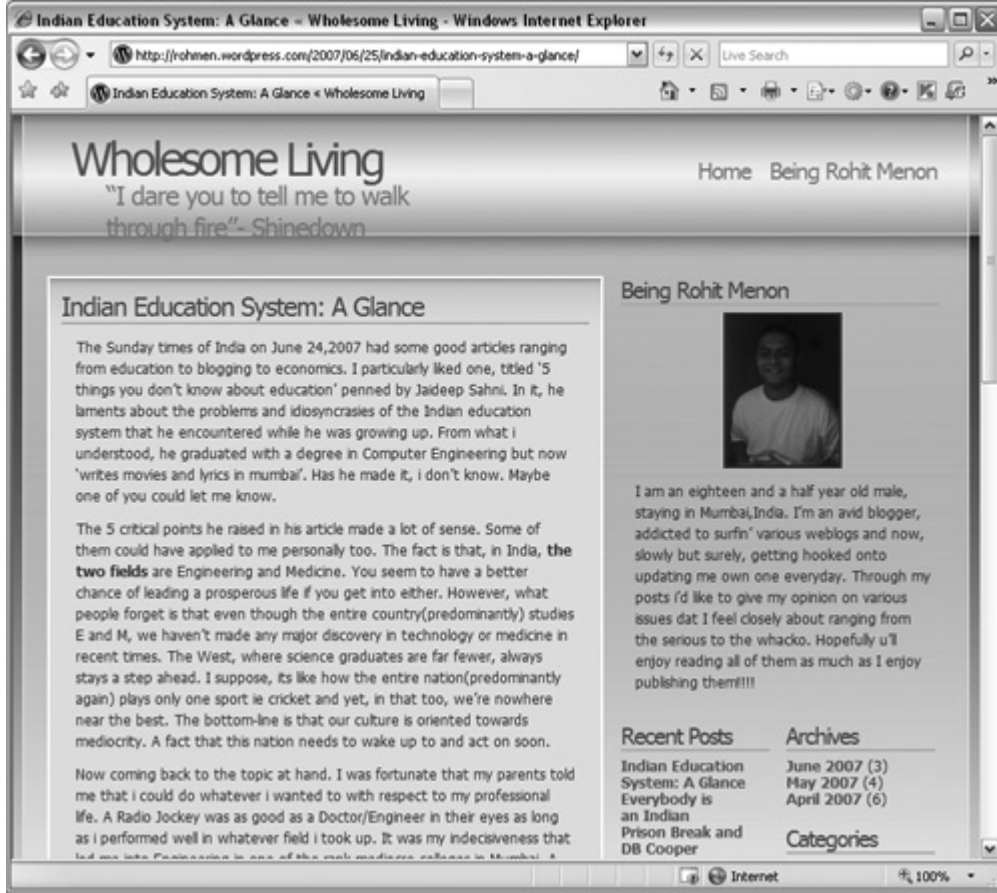 Indian Education System: A Glance « Wholesome Living - Windows Internet Explorer
http://rohmen.wordpress.com/2007/06/25/indian-education-system-a-glance/
Live Search
Indian Education System: A Glance « Wholesome Living
Wholesome Living
"I dare you to tell me to walk
through fire"- Shinedown
Home Being Rohit Menon
Indian Education System: A Glance
The Sunday times of India on June 24,2007 had some good articles ranging
from education to blogging to economics. I particularly liked one, titled '5
things you don't know about education' penned by Jaideep Sahni. In it, he
laments about the problems and idiosyncrasies of the Indian education
system that he encountered while he was growing up. From what i
understood, he graduated with a degree in Computer Engineering but now
'writes movies and lyrics in mumbai'. Has he made it, i don't know. Maybe
one of you could let me know.
The 5 critical points he raised in his article made a lot of sense. Some of
them could have applied to me personally too. The fact is that, in India, the
two fields are Engineering and Medicine. You seem to have a better
chance of leading a prosperous life if you get into either. However, what
people forget is that even though the entire country(predominantly) studies
E and M, we haven't made any major discovery in technology or medicine in
recent times. The West, where science graduates are far fewer, always
stays a step ahead. I suppose, its like how the entire nation(predominantly
again) plays only one sport ie cricket and yet, in that too, we're nowhere
near the best. The bottom-line is that our culture is oriented towards
mediocrity. A fact that this nation needs to wake up to and act on soon.
Now coming back to the topic at hand. I was fortunate that my parents told
me that i could do whatever i wanted to with respect to my professional
life. A Radio Jockey was as good as a Doctor/Engineer in their eyes as long
as i performed well in whatever field i took up. It was my indecisiveness that
led me into Engineering in one of the rank mediocre colleges in Mumbai. A
Being Rohit Menon
I am an eighteen and a half year old male,
staying in Mumbai,India. I'm an avid blogger,
addicted to surfin' various weblogs and now,
slowly but surely, getting hooked onto
updating me own one everyday. Through my
posts i'd like to give my opinion on various
issues dat I feel closely about ranging from
the serious to the whacko. Hopefully u'll
enjoy reading all of them as much as I enjoy
publishing them!!!!
Recent Posts
Indian Education
System: A Glance
Everybody is
an Indian
Prison Break and
DB Cooper
Archives
June 2007 (3)
May 2007 (4)
April 2007 (6)
Categories
Internet
100%